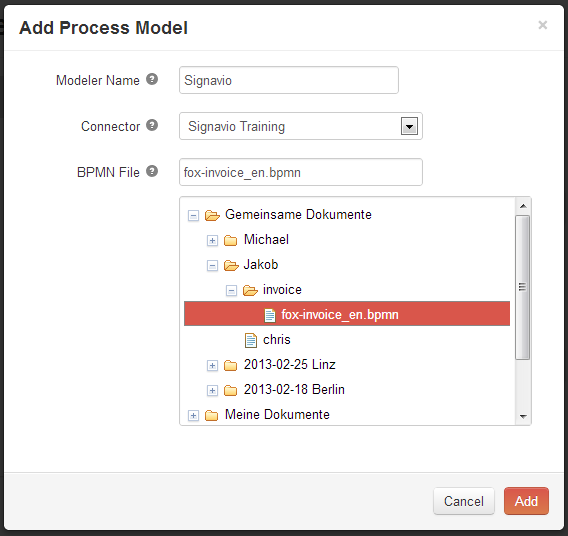 Add Process Model ×
Modeler Name ? Signavio
Connector ? Signavio Training
BPMN File ? fox-invoice_en.bpmn
Gemeinsame Dokumente
Michael
Jakob
invoice
fox-invoice_en.bpmn
chris
2013-02-25 Linz
2013-02-18 Berlin
Meine Dokumente
Cancel Add